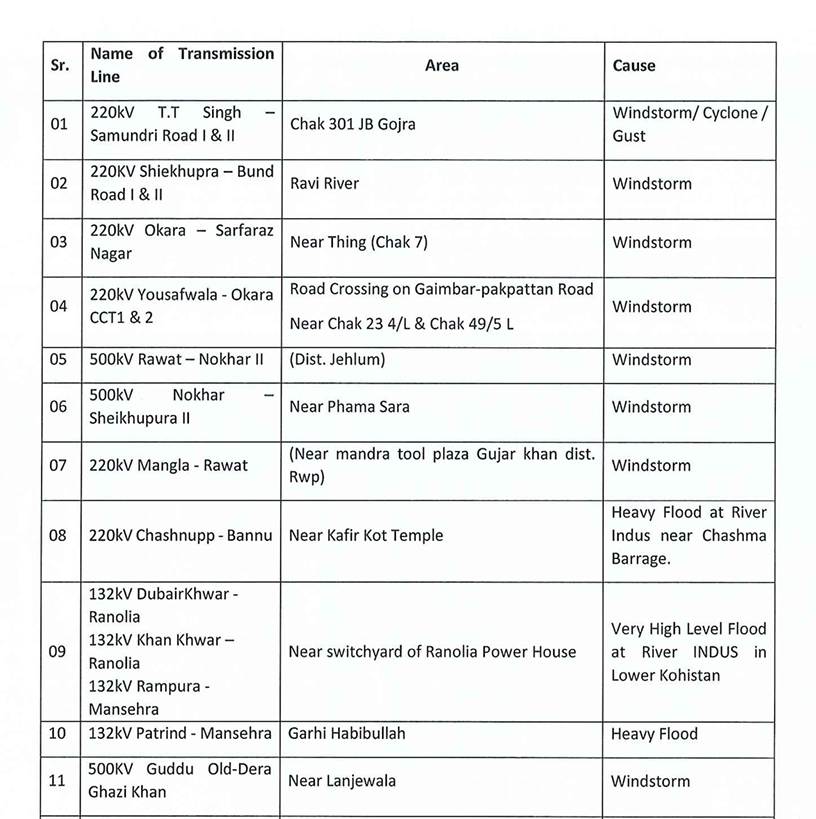 Sr.
Name of Transmission
Line
Area
Cause
01
220kV T.T Singh –
Samundri Road I & II
Chak 301 JB Gojra
Windstorm/ Cyclone /
Gust
02
220KV Shiekhupra – Bund
Road I & II
Ravi River
Windstorm
03
220kV Okara – Sarfaraz
Nagar
Near Thing (Chak 7)
Windstorm
04
220kV Yousafwala - Okara
CCT1 & 2
Road Crossing on Gaimbar-pakpattan Road
Near Chak 23 4/L & Chak 49/5 L
Windstorm
05
500kV Rawat – Nokhar II
(Dist. Jehlum)
Windstorm
06
500kV Nokhar –
Sheikhupura II
Near Phama Sara
Windstorm
07
220kV Mangla - Rawat
(Near mandra tool plaza Gujar khan dist.
Rwp)
Windstorm
08
220kV Chashnupp - Bannu
Near Kafir Kot Temple
Heavy Flood at River
Indus near Chashma
Barrage.
09
132kV DubairKhwar -
Ranolia
132kV Khan Khwar –
Ranolia
132kV Rampura -
Mansehra
Near switchyard of Ranolia Power House
Very High Level Flood
at River INDUS in
Lower Kohistan
10
132kV Patrind - Mansehra
Garhi Habibullah
Heavy Flood
11
500KV Guddu Old-Dera
Ghazi Khan
Near Lanjewala
Windstorm